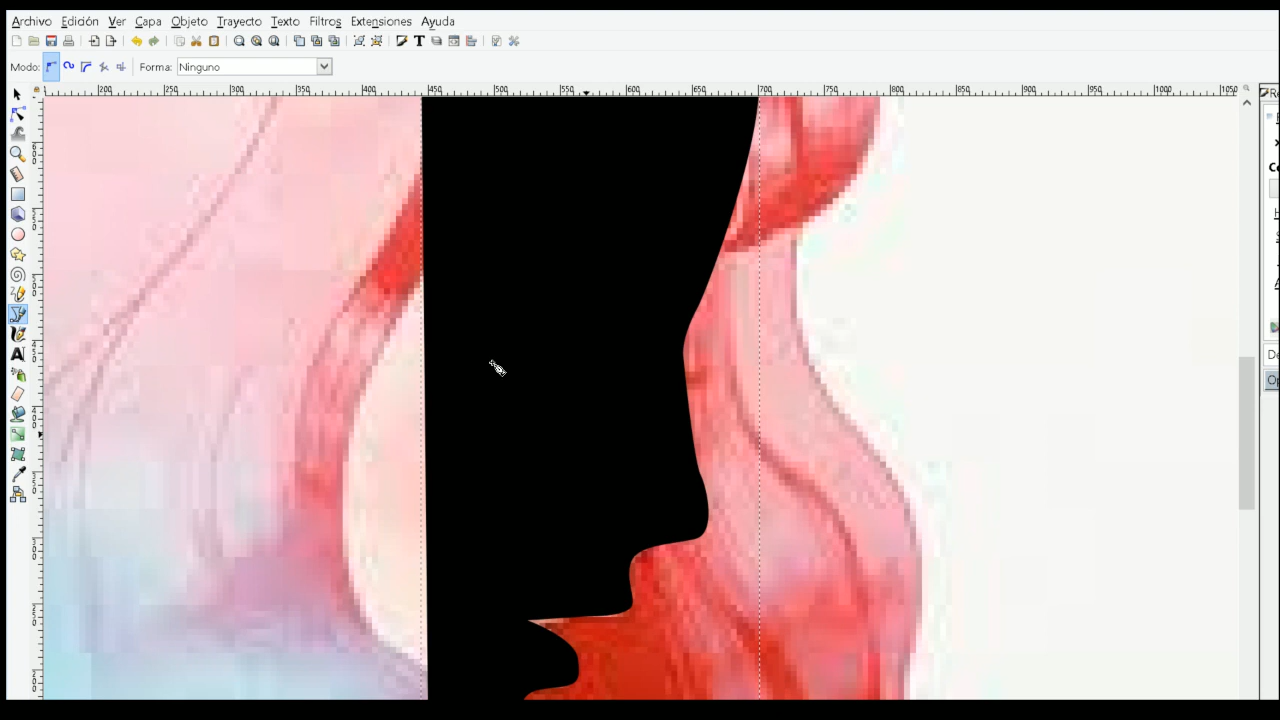 Archivo Edición Ver Capa Objeto Trayecto Texto Filtros Extensiones Ayuda
Modo: Forma: Ninguno
200 250 300 350 400 450 500 550 600 650 700 750 800 850 900 950 1000 1050